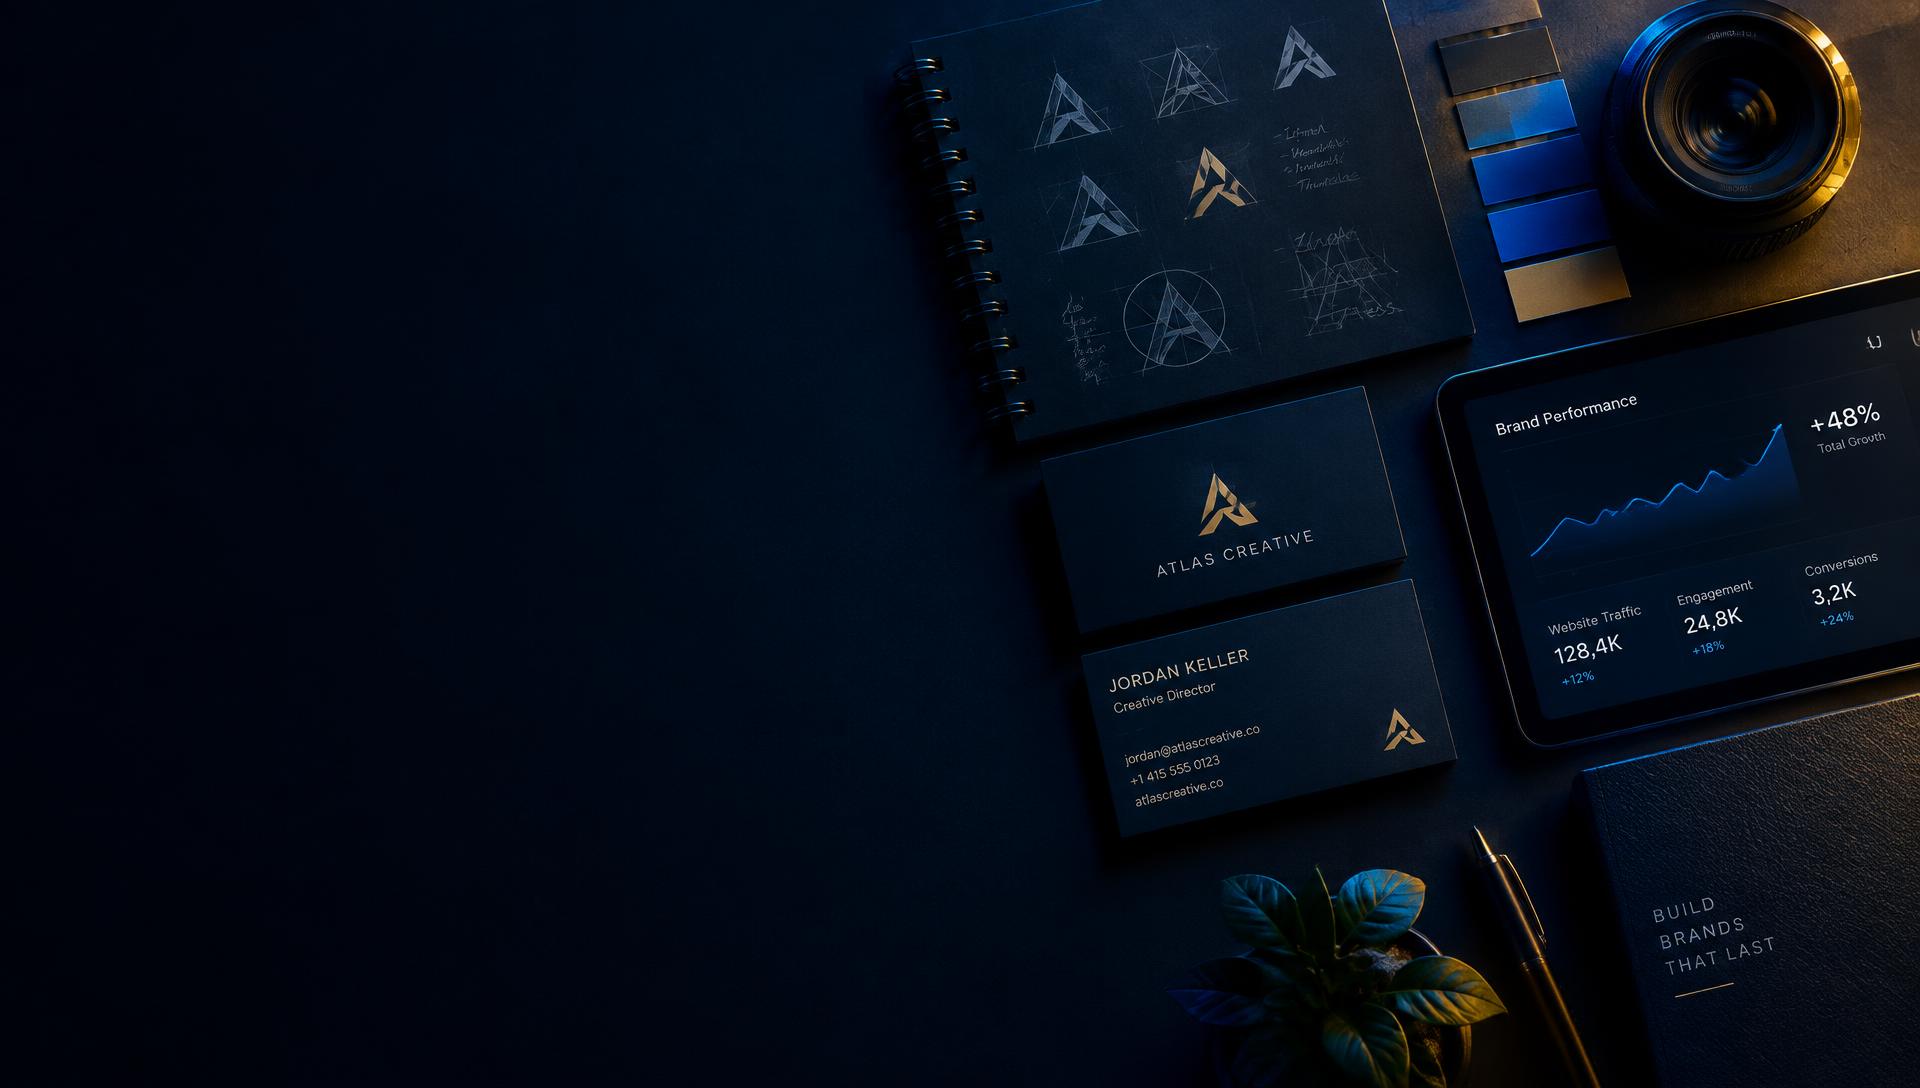 Brand Performance
+48%
Total Growth
Website Traffic
128,4K
+12%
Engagement
24,8K
+18%
Conversions
3,2K
+24%
ATLAS CREATIVE
JORDAN KELLER
Creative Director
jordan@atlascreative.co
+1 415 555 0123
atlascreative.co
BUILD
BRANDS
THAT LAST